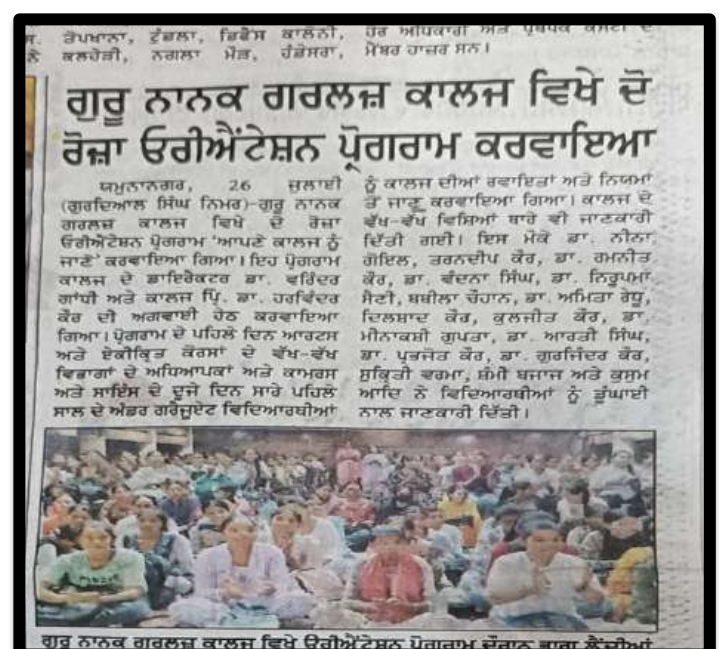 ਤੋਪਖਾਨਾ, ਟੁੰਡਲਾ, ਡਿਫੈਂਸ ਕਾਲੋਨੀ,
ਕਲਹੇੜੀ, ਨਗਲਾ ਮੋੜ, ਹੰਡੇਸਰਾ,
ਹੋਰ ਅਧਿਕਾਰੀ ਅਤੇ ਪ੍ਰਬੰਧਕ ਕਮੇਟੀ ਦੇ
ਮੈਂਬਰ ਹਾਜ਼ਰ ਸਨ।
ਗੁਰੂ ਨਾਨਕ ਗਰਲਜ਼ ਕਾਲਜ ਵਿਖੇ ਦੋ
ਰੋਜ਼ਾ ਓਰੀਐਂਟੇਸ਼ਨ ਪ੍ਰੋਗਰਾਮ ਕਰਵਾਇਆ
ਯਮੁਨਾਨਗਰ, 26 ਜੁਲਾਈ
(ਗੁਰਦਿਆਲ ਸਿੰਘ ਨਿਮਰ)-ਗੁਰੂ ਨਾਨਕ
ਗਰਲਜ਼ ਕਾਲਜ ਵਿਖੇ ਦੋ ਰੋਜ਼ਾ
ਓਰੀਐਂਟੇਸ਼ਨ ਪ੍ਰੋਗਰਾਮ 'ਆਪਣੇ ਕਾਲਜ ਨੂੰ
ਜਾਣੋ' ਕਰਵਾਇਆ ਗਿਆ। ਇਹ ਪ੍ਰੋਗਰਾਮ
ਕਾਲਜ ਦੇ ਡਾਇਰੈਕਟਰ ਡਾ. ਵਰਿੰਦਰ
ਗਾਂਧੀ ਅਤੇ ਕਾਲਜ ਪ੍ਰਿੰ. ਡਾ. ਹਰਵਿੰਦਰ
ਕੌਰ ਦੀ ਅਗਵਾਈ ਹੇਠ ਕਰਵਾਇਆ
ਗਿਆ। ਪ੍ਰੋਗਰਾਮ ਦੇ ਪਹਿਲੇ ਦਿਨ ਆਰਟਸ
ਅਤੇ ਏਕੀਕ੍ਰਿਤ ਕੋਰਸਾਂ ਦੇ ਵੱਖ-ਵੱਖ
ਵਿਭਾਗਾਂ ਦੇ ਅਧਿਆਪਕਾਂ ਅਤੇ ਕਾਮਰਸ
ਅਤੇ ਸਾਇੰਸ ਦੇ ਦੂਜੇ ਦਿਨ ਸਾਰੇ ਪਹਿਲੇ
ਸਾਲ ਦੇ ਅੰਡਰ ਗਰੈਜੂਏਟ ਵਿਦਿਆਰਥੀਆਂ
ਨੂੰ ਕਾਲਜ ਦੀਆਂ ਰਵਾਇਤਾਂ ਅਤੇ ਨਿਯਮਾਂ
ਤੋਂ ਜਾਣੂ ਕਰਵਾਇਆ ਗਿਆ। ਕਾਲਜ ਦੇ
ਵੱਖ-ਵੱਖ ਵਿਸ਼ਿਆਂ ਬਾਰੇ ਵੀ ਜਾਣਕਾਰੀ
ਦਿੱਤੀ ਗਈ। ਇਸ ਮੌਕੇ ਡਾ. ਨੀਨਾ
ਗੋਇਲ, ਤਰਨਦੀਪ ਕੌਰ, ਡਾ. ਰਮਨੀਤ
ਕੌਰ, ਡਾ. ਵੰਦਨਾ ਸਿੰਘ, ਡਾ. ਨਿਰੂਪਮਾ
ਸੈਣੀ, ਬਬੀਲਾ ਚੌਹਾਨ, ਡਾ. ਅਮਿਤਾ ਰੇਧੂ,
ਦਿਲਸ਼ਾਦ ਕੌਰ, ਕੁਲਜੀਤ ਕੌਰ, ਡਾ.
ਮੀਨਾਕਸ਼ੀ ਗੁਪਤਾ, ਡਾ. ਆਰਤੀ ਸਿੰਘ,
ਡਾ. ਪ੍ਰਭਜੋਤ ਕੌਰ, ਡਾ. ਗੁਰਜਿੰਦਰ ਕੌਰ,
ਸੁਕ੍ਰਿਤੀ ਵਰਮਾ, ਸ਼ੰਮੀ ਬਜਾਜ ਅਤੇ ਕੁਸੁਮ
ਆਦਿ ਨੇ ਵਿਦਿਆਰਥੀਆਂ ਨੂੰ ਡੂੰਘਾਈ
ਨਾਲ ਜਾਣਕਾਰੀ ਦਿੱਤੀ।
ਗੁਰੂ ਨਾਨਕ ਗਰਲਜ਼ ਕਾਲਜ ਵਿਖੇ ਓਰੀਐਂਟੇਸ਼ਨ ਪ੍ਰੋਗਰਾਮ ਦੌਰਾਨ ਭਾਗ ਲੈਂਦੀਆਂ